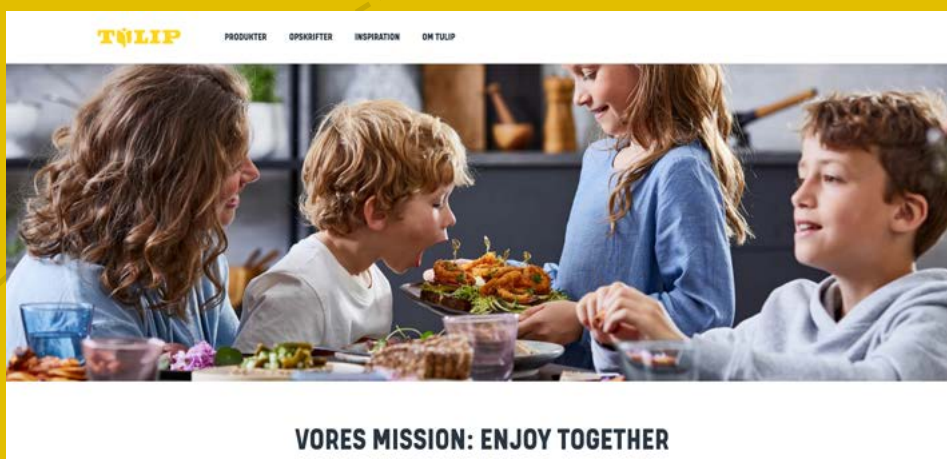 TULIP
PRODUKTER OPSKRIFTER INSPIRATION OM TULIP
VORES MISSION: ENJOY TOGETHER